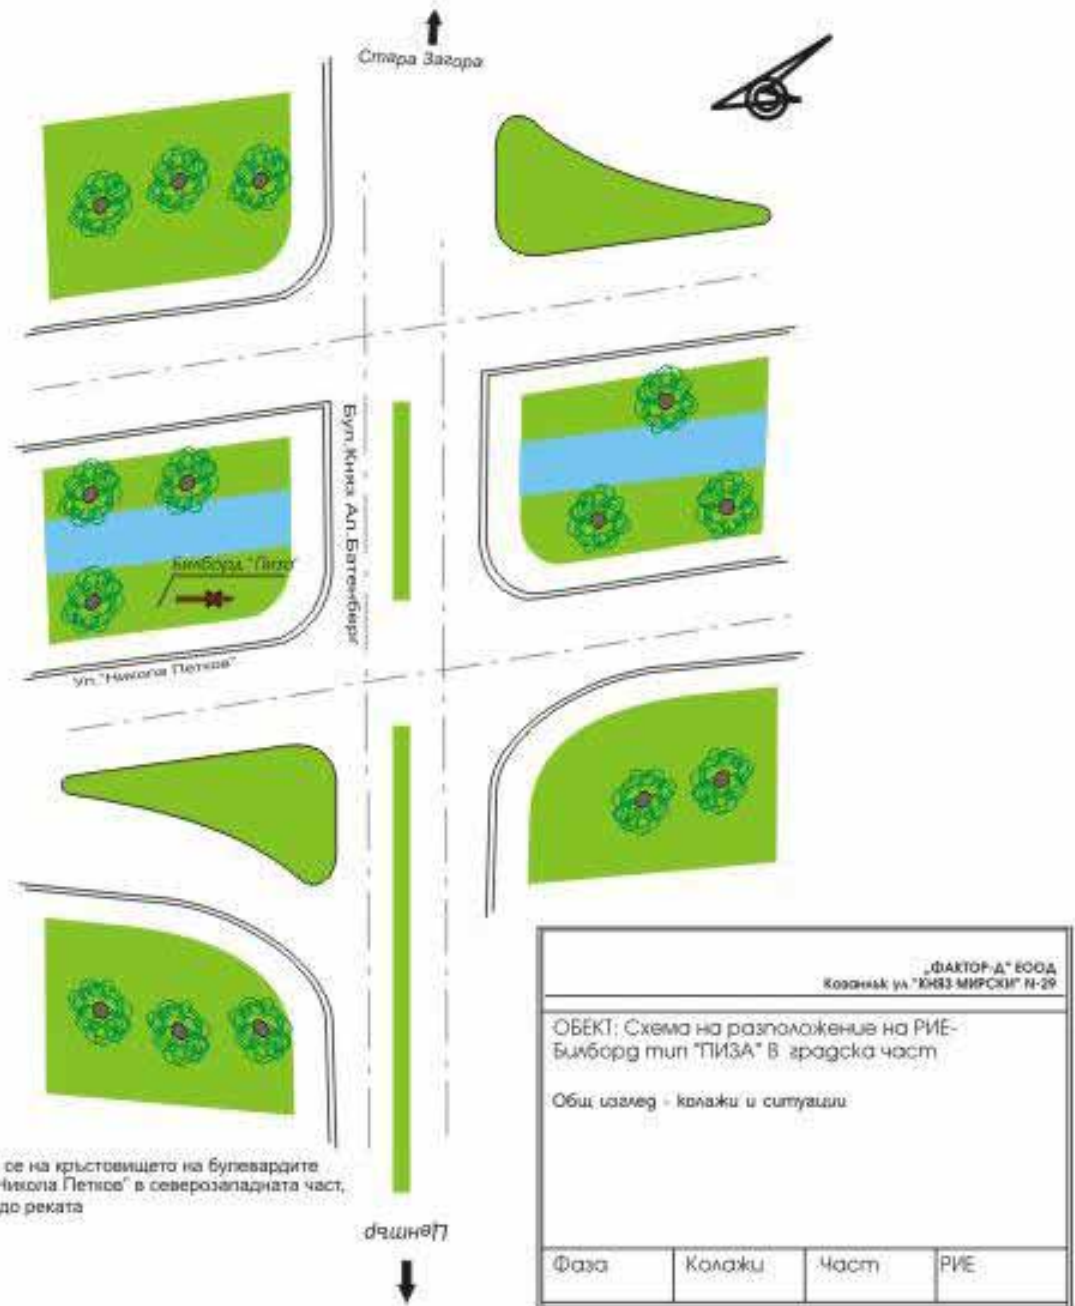 Стара Загора
Бул.Княз Ал.Батенберг
Билборд "Пиза"
Ул."Никола Петков"
„ФАКТОР-Д" ЕООД
Казанлък ул."КНЯЗ МИРСКИ" N-29
ОБЕКТ: Схема на разположение на РИЕ-
Билборд тип "ПИЗА" В градска част
Общ изглед - колажи и ситуации
се на кръстовището на булевардите
Никола Петков" в северозападната част,
до реката
Център
Фаза Колажи Част РИЕ